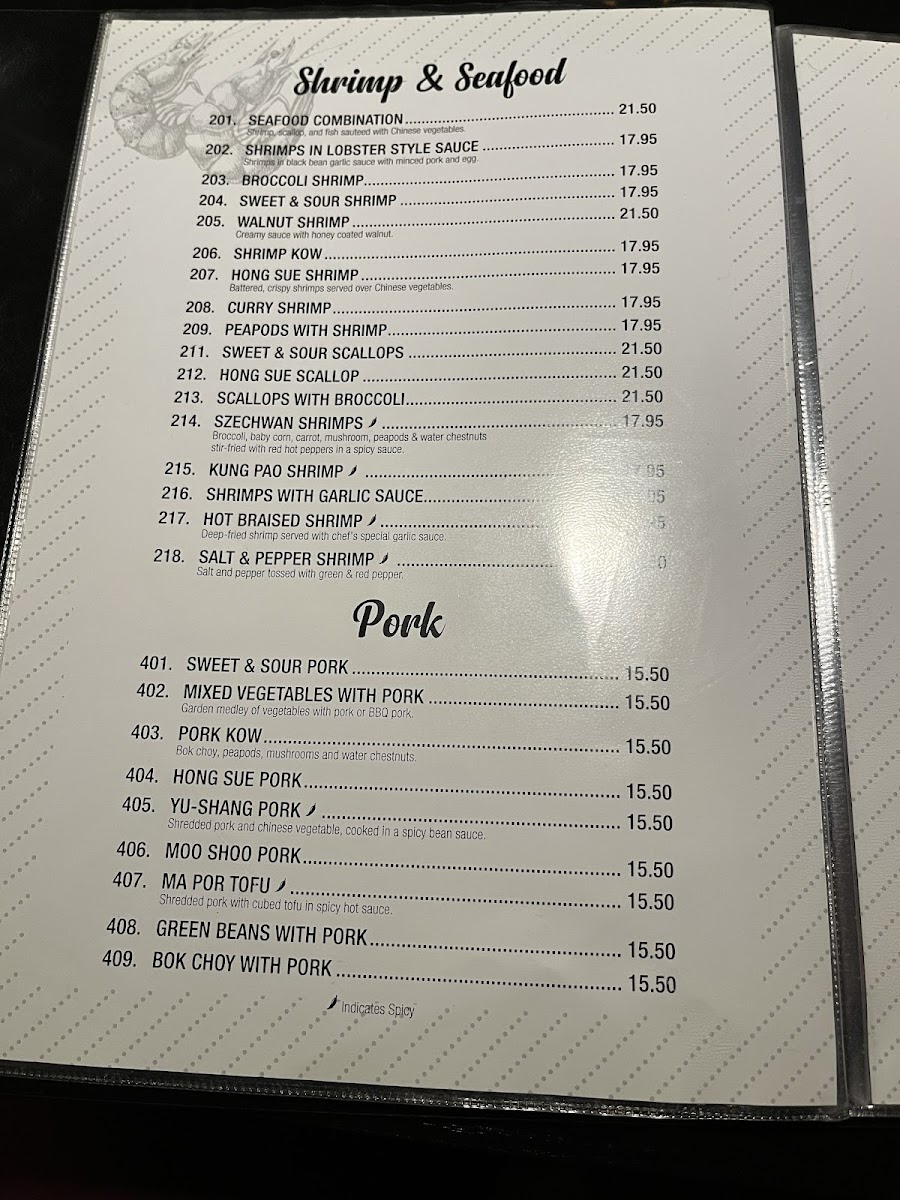 Shrimp & Seafood
201. SEAFOOD COMBINATION 21.50
Shrimp, scallop, and fish sauteed with Chinese vegetables.
202. SHRIMPS IN LOBSTER STYLE SAUCE 17.95
Shrimps in black bean garlic sauce with minced pork and egg.
203. BROCCOLI SHRIMP 17.95
204. SWEET & SOUR SHRIMP 17.95
205. WALNUT SHRIMP 21.50
Creamy sauce with honey coated walnut.
206. SHRIMP KOW 17.95
207. HONG SUE SHRIMP 17.95
Battered, crispy shrimps served over Chinese vegetables.
208. CURRY SHRIMP 17.95
209. PEAPODS WITH SHRIMP 17.95
211. SWEET & SOUR SCALLOPS 21.50
212. HONG SUE SCALLOP 21.50
213. SCALLOPS WITH BROCCOLI 21.50
214. SZECHWAN SHRIMPS 17.95
Broccoli, baby corn, carrot, mushroom, peapods & water chestnuts
stir-fried with red hot peppers in a spicy sauce.
215. KUNG PAO SHRIMP
216. SHRIMPS WITH GARLIC SAUCE
217. HOT BRAISED SHRIMP
Deep-fried shrimp served with chef's special garlic sauce.
218. SALT & PEPPER SHRIMP
Salt and pepper tossed with green & red pepper.
Pork
401. SWEET & SOUR PORK 15.50
402. MIXED VEGETABLES WITH PORK 15.50
Garden medley of vegetables with pork or BBQ pork.
403. PORK KOW 15.50
Bok choy, peapods, mushrooms and water chestnuts.
404. HONG SUE PORK 15.50
405. YU-SHANG PORK 15.50
Shredded pork and chinese vegetable, cooked in a spicy bean sauce.
406. MOO SHOO PORK 15.50
407. MA POR TOFU 15.50
Shredded pork with cubed tofu in spicy hot sauce.
408. GREEN BEANS WITH PORK 15.50
409. BOK CHOY WITH PORK 15.50
Indicates Spicy